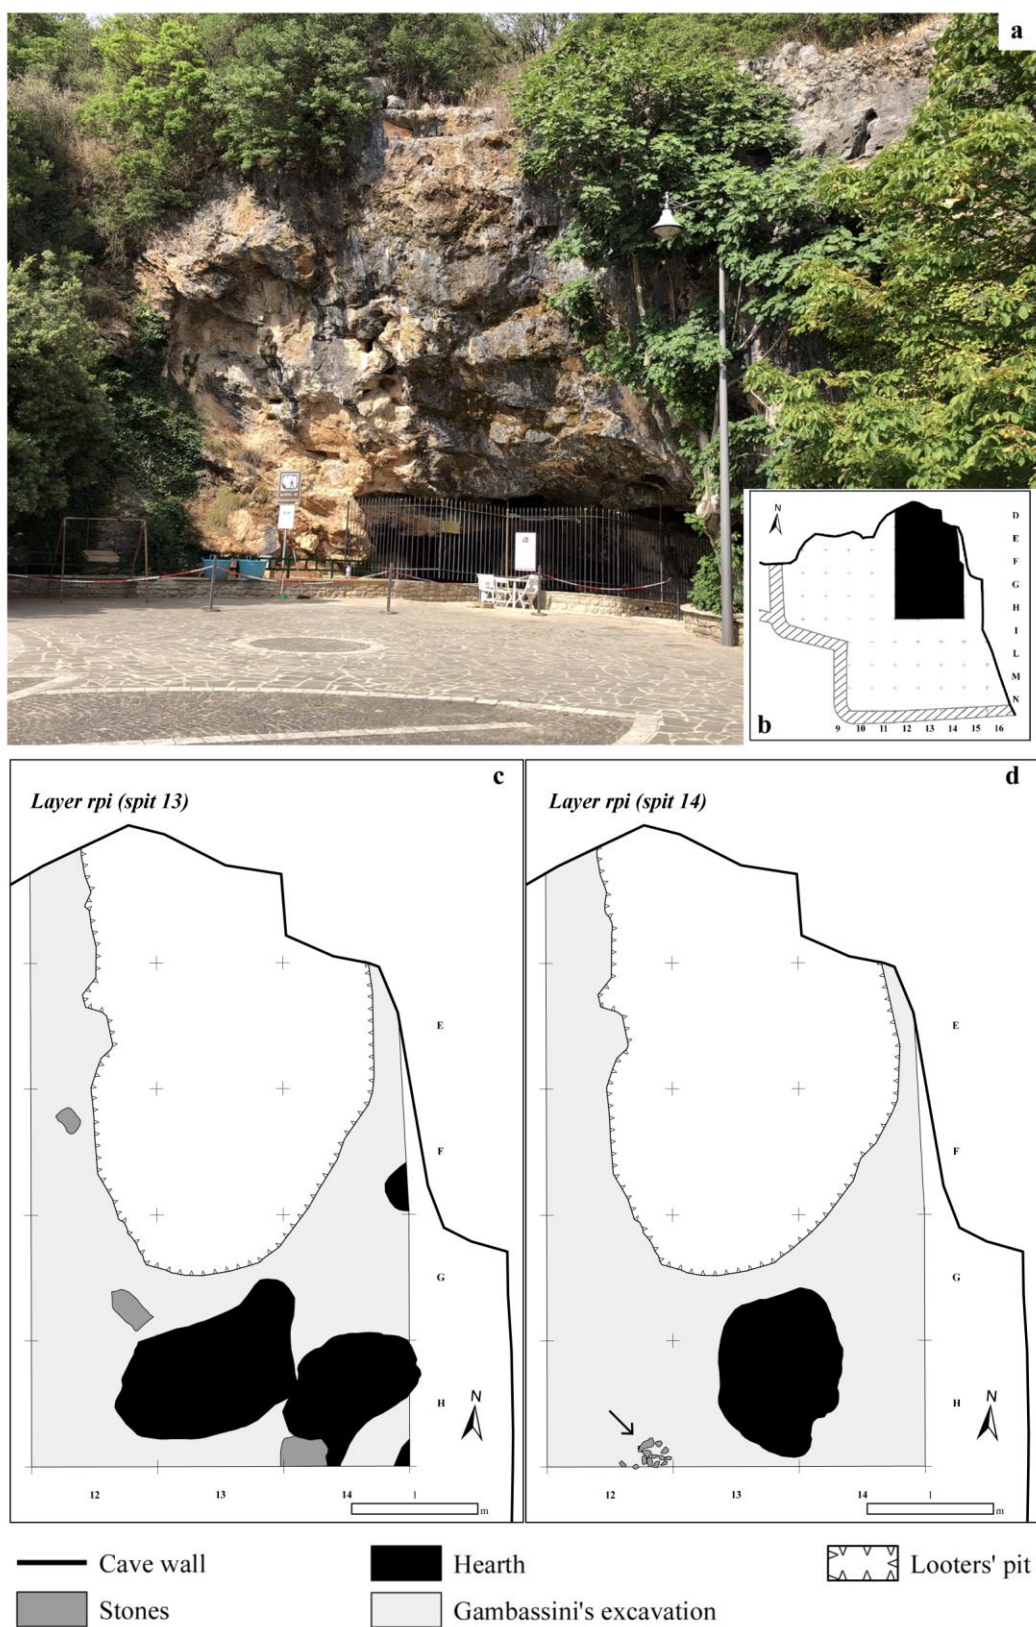 a
N
D
E
F
G
H
I
L
M
N
b
9 10 11 12 13 14 15 16
c
Layer rpi (spit 13)
E
F
G
H
N
12 13 14
1
m
d
Layer rpi (spit 14)
E
F
G
H
N
12 13 14
1
m
Cave wall
Hearth
Looters' pit
Stones
Gambassini's excavation